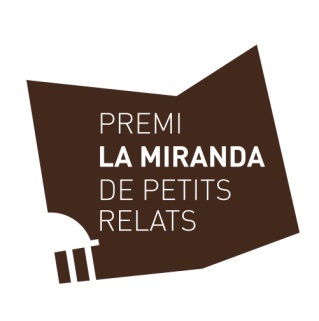 PREMI
LA MIRANDA
DE PETITS
RELATS